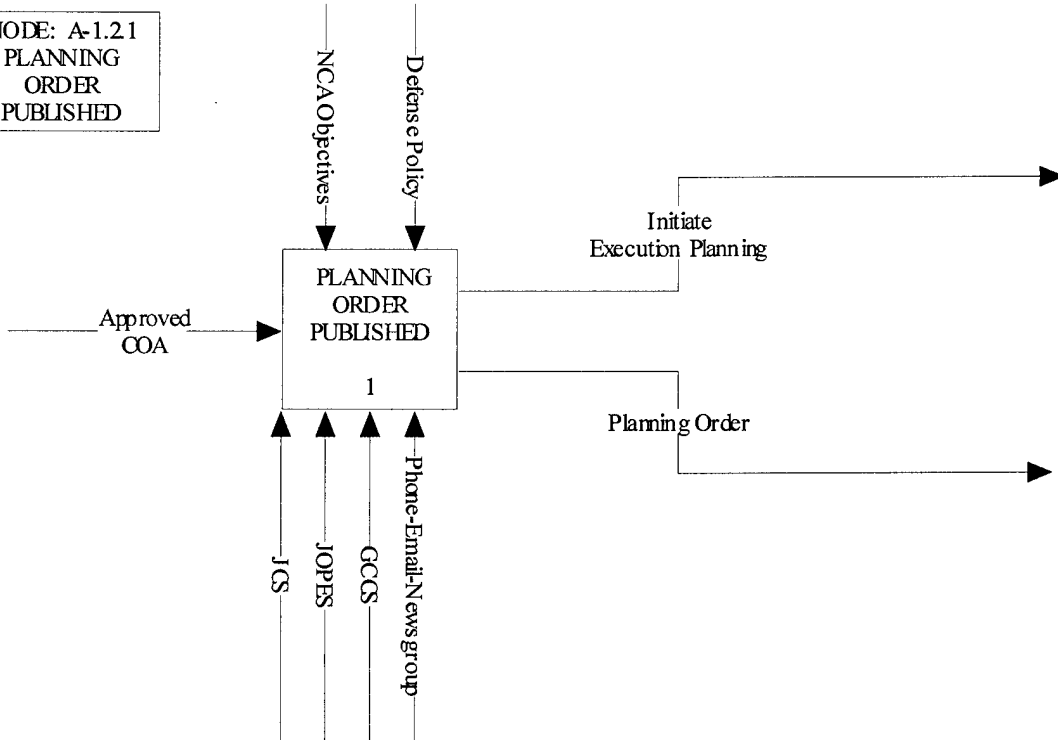 NODE: A-1.2.1
PLANNING
ORDER
PUBLISHED
NCA Objectives
Defense Policy
Initiate
Execution Planning
Approved
COA
PLANNING
ORDER
PUBLISHED
1
Planning Order
JCS
JOPES
GCCS
Phone-Email-Newsgroup